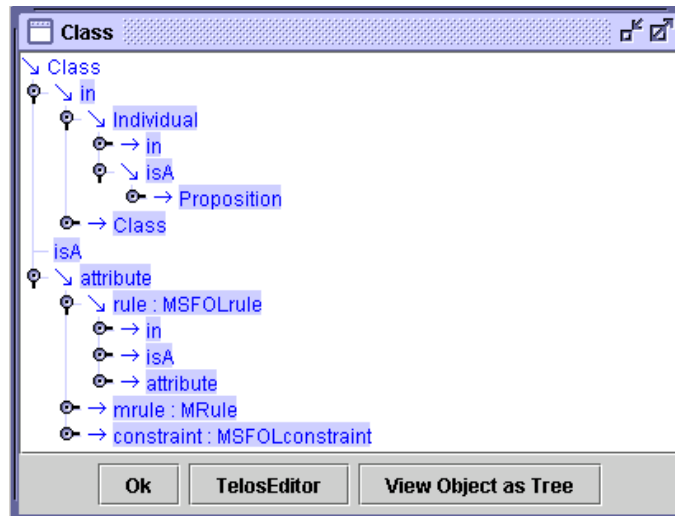 Class
Class
in
Individual
in
isA
Proposition
Class
isA
attribute
rule : MSFOLrule
in
isA
attribute
mrule : MRule
constraint : MSFOLconstraint
Ok TelosEditor View Object as Tree